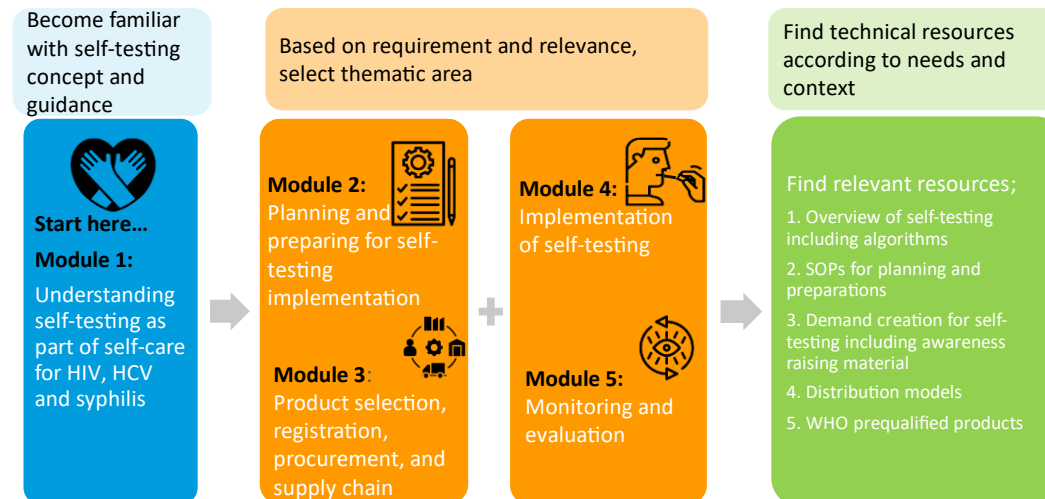 Become familiar
with self-testing
concept and
guidance
Based on requirement and relevance,
select thematic area
Find technical resources
according to needs and
context
Start here…
Module 1:
Understanding
self-testing as
part of self-care
for HIV, HCV
and syphilis
Module 2:
Planning and
preparing for self-
testing
implementation
Module 3:
Product selection,
registration,
procurement, and
supply chain
Module 4:
Implementation
of self-testing
Module 5:
Monitoring and
evaluation
Find relevant resources;
1. Overview of self-testing
including algorithms
2. SOPs for planning and
preparations
3. Demand creation for self-
testing including awareness
raising material
4. Distribution models
5. WHO prequalified products